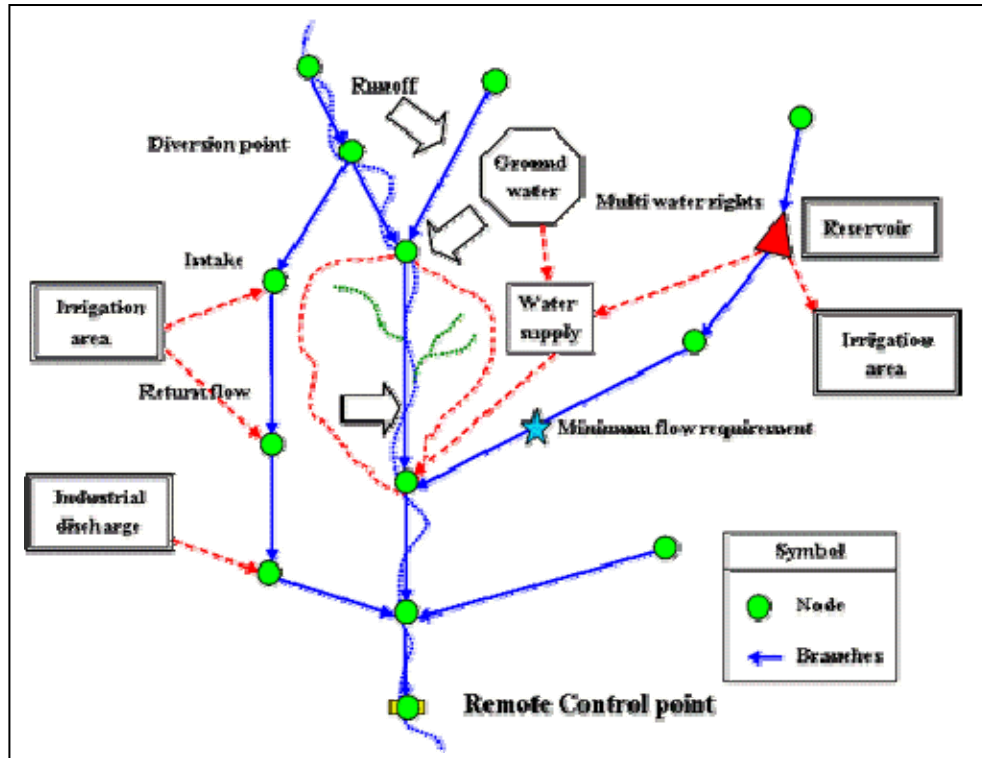 Runoff
Diversion point
Ground
water
Multi water rights
Reservoir
Intake
Irrigation
area
Water
supply
Irrigation
area
Return flow
Minimum flow requirement
Industrial
discharge
Symbol
Node
Branches
Remote Control point